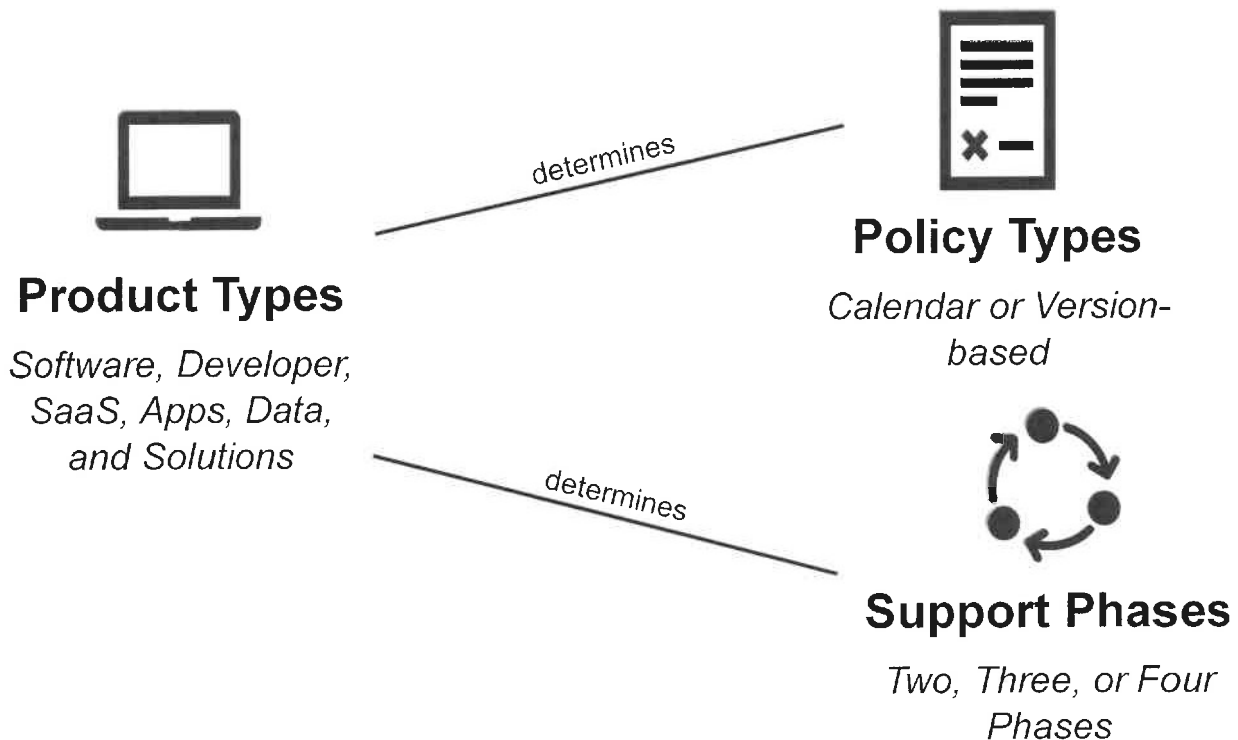 Product Types
Software, Developer,
SaaS, Apps, Data,
and Solutions
determines
Policy Types
Calendar or Version-
based
determines
Support Phases
Two, Three, or Four
Phases